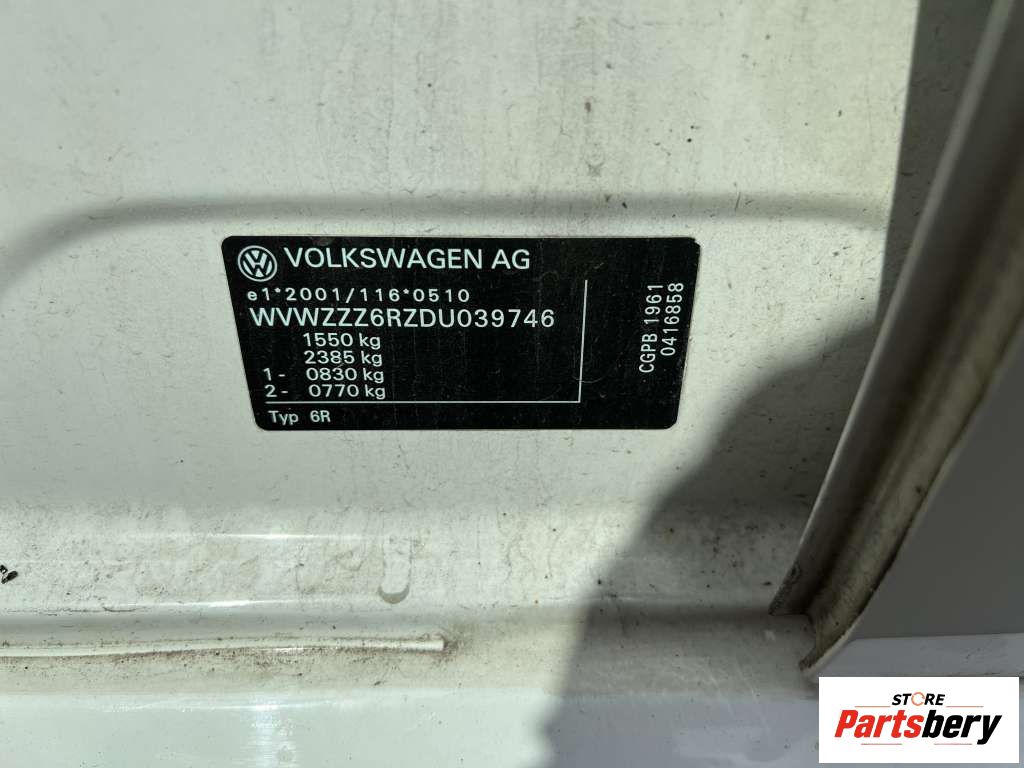 VOLKSWAGEN AG
e1*2001/116*0510
WVWZZZ6RZDU039746
1550 kg
2385 kg
1- 0830 kg
2- 0770 kg
Typ 6R
CGPB 1961
0416858
STORE
Partsbery